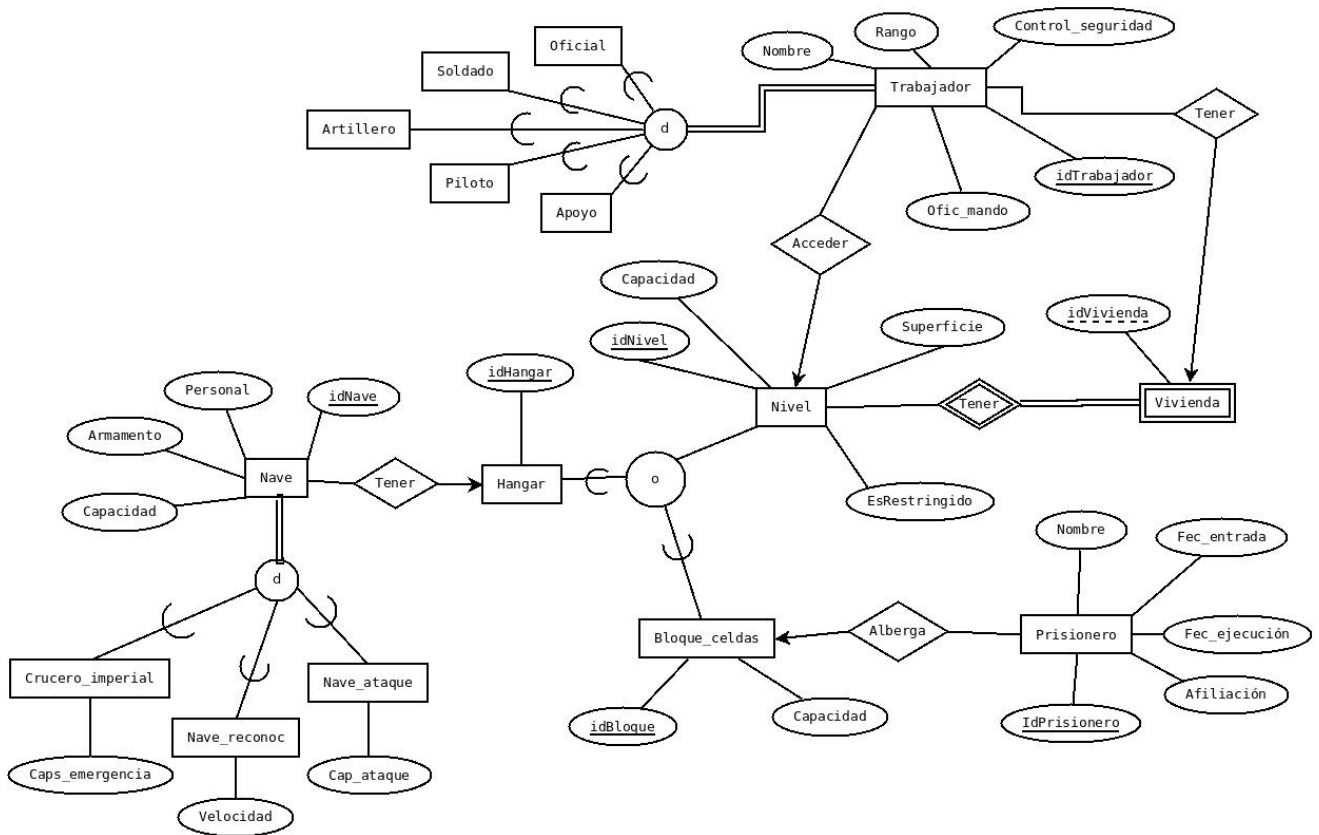 Oficial
Soldado
Artillero
Piloto
Apoyo
d
Nombre
Rango
Control_seguridad
Trabajador
Tener
idTrabajador
Ofic_mando
Acceder
Capacidad
idNivel
Superficie
idVivienda
Nivel
Tener
Vivienda
EsRestringido
idHangar
Personal
idNave
Armamento
Nave
Capacidad
Tener
Hangar
o
d
Crucero_imperial
Nave_ataque
Nave_reconoc
Caps_emergencia
Cap_ataque
Velocidad
Bloque_celdas
Alberga
idBloque
Capacidad
Nombre
Fec_entrada
Prisionero
Fec_ejecución
Afiliación
IdPrisionero